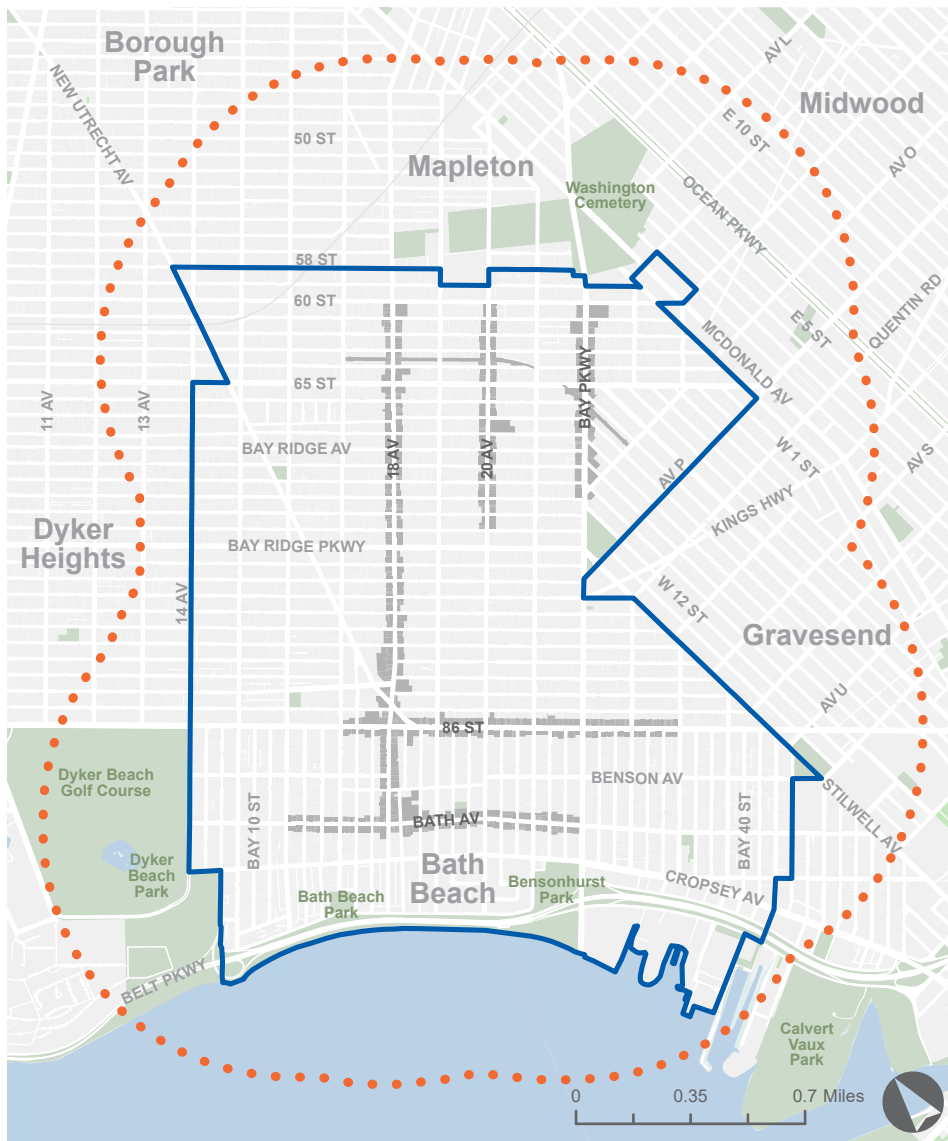 Borough
Park
AV L
Midwood
NEW UTRECHT AV
E 10 ST
50 ST
AV O
Mapleton
Washington
Cemetery
OCEAN PKWY
58 ST
60 ST
QUENTIN RD
E 5 ST
MCDONALD AV
65 ST
BAY PKWY
11 AV
13 AV
BAY RIDGE AV
18 AV
20 AV
AV P
W 1 ST
AV S
KINGS HWY
Dyker
Heights
BAY RIDGE PKWY
14 AV
W 12 ST
Gravesend
AV U
86 ST
Dyker Beach
Golf Course
BENSON AV
STILWELL AV
BAY 10 ST
BATH AV
BAY 40 ST
Dyker
Beach
Park
Bath
Beach
Bensonhurst
Park
CROPSEY AV
Bath Beach
Park
BELT PKWY
Calvert
Vaux
Park
0 0.35 0.7 Miles